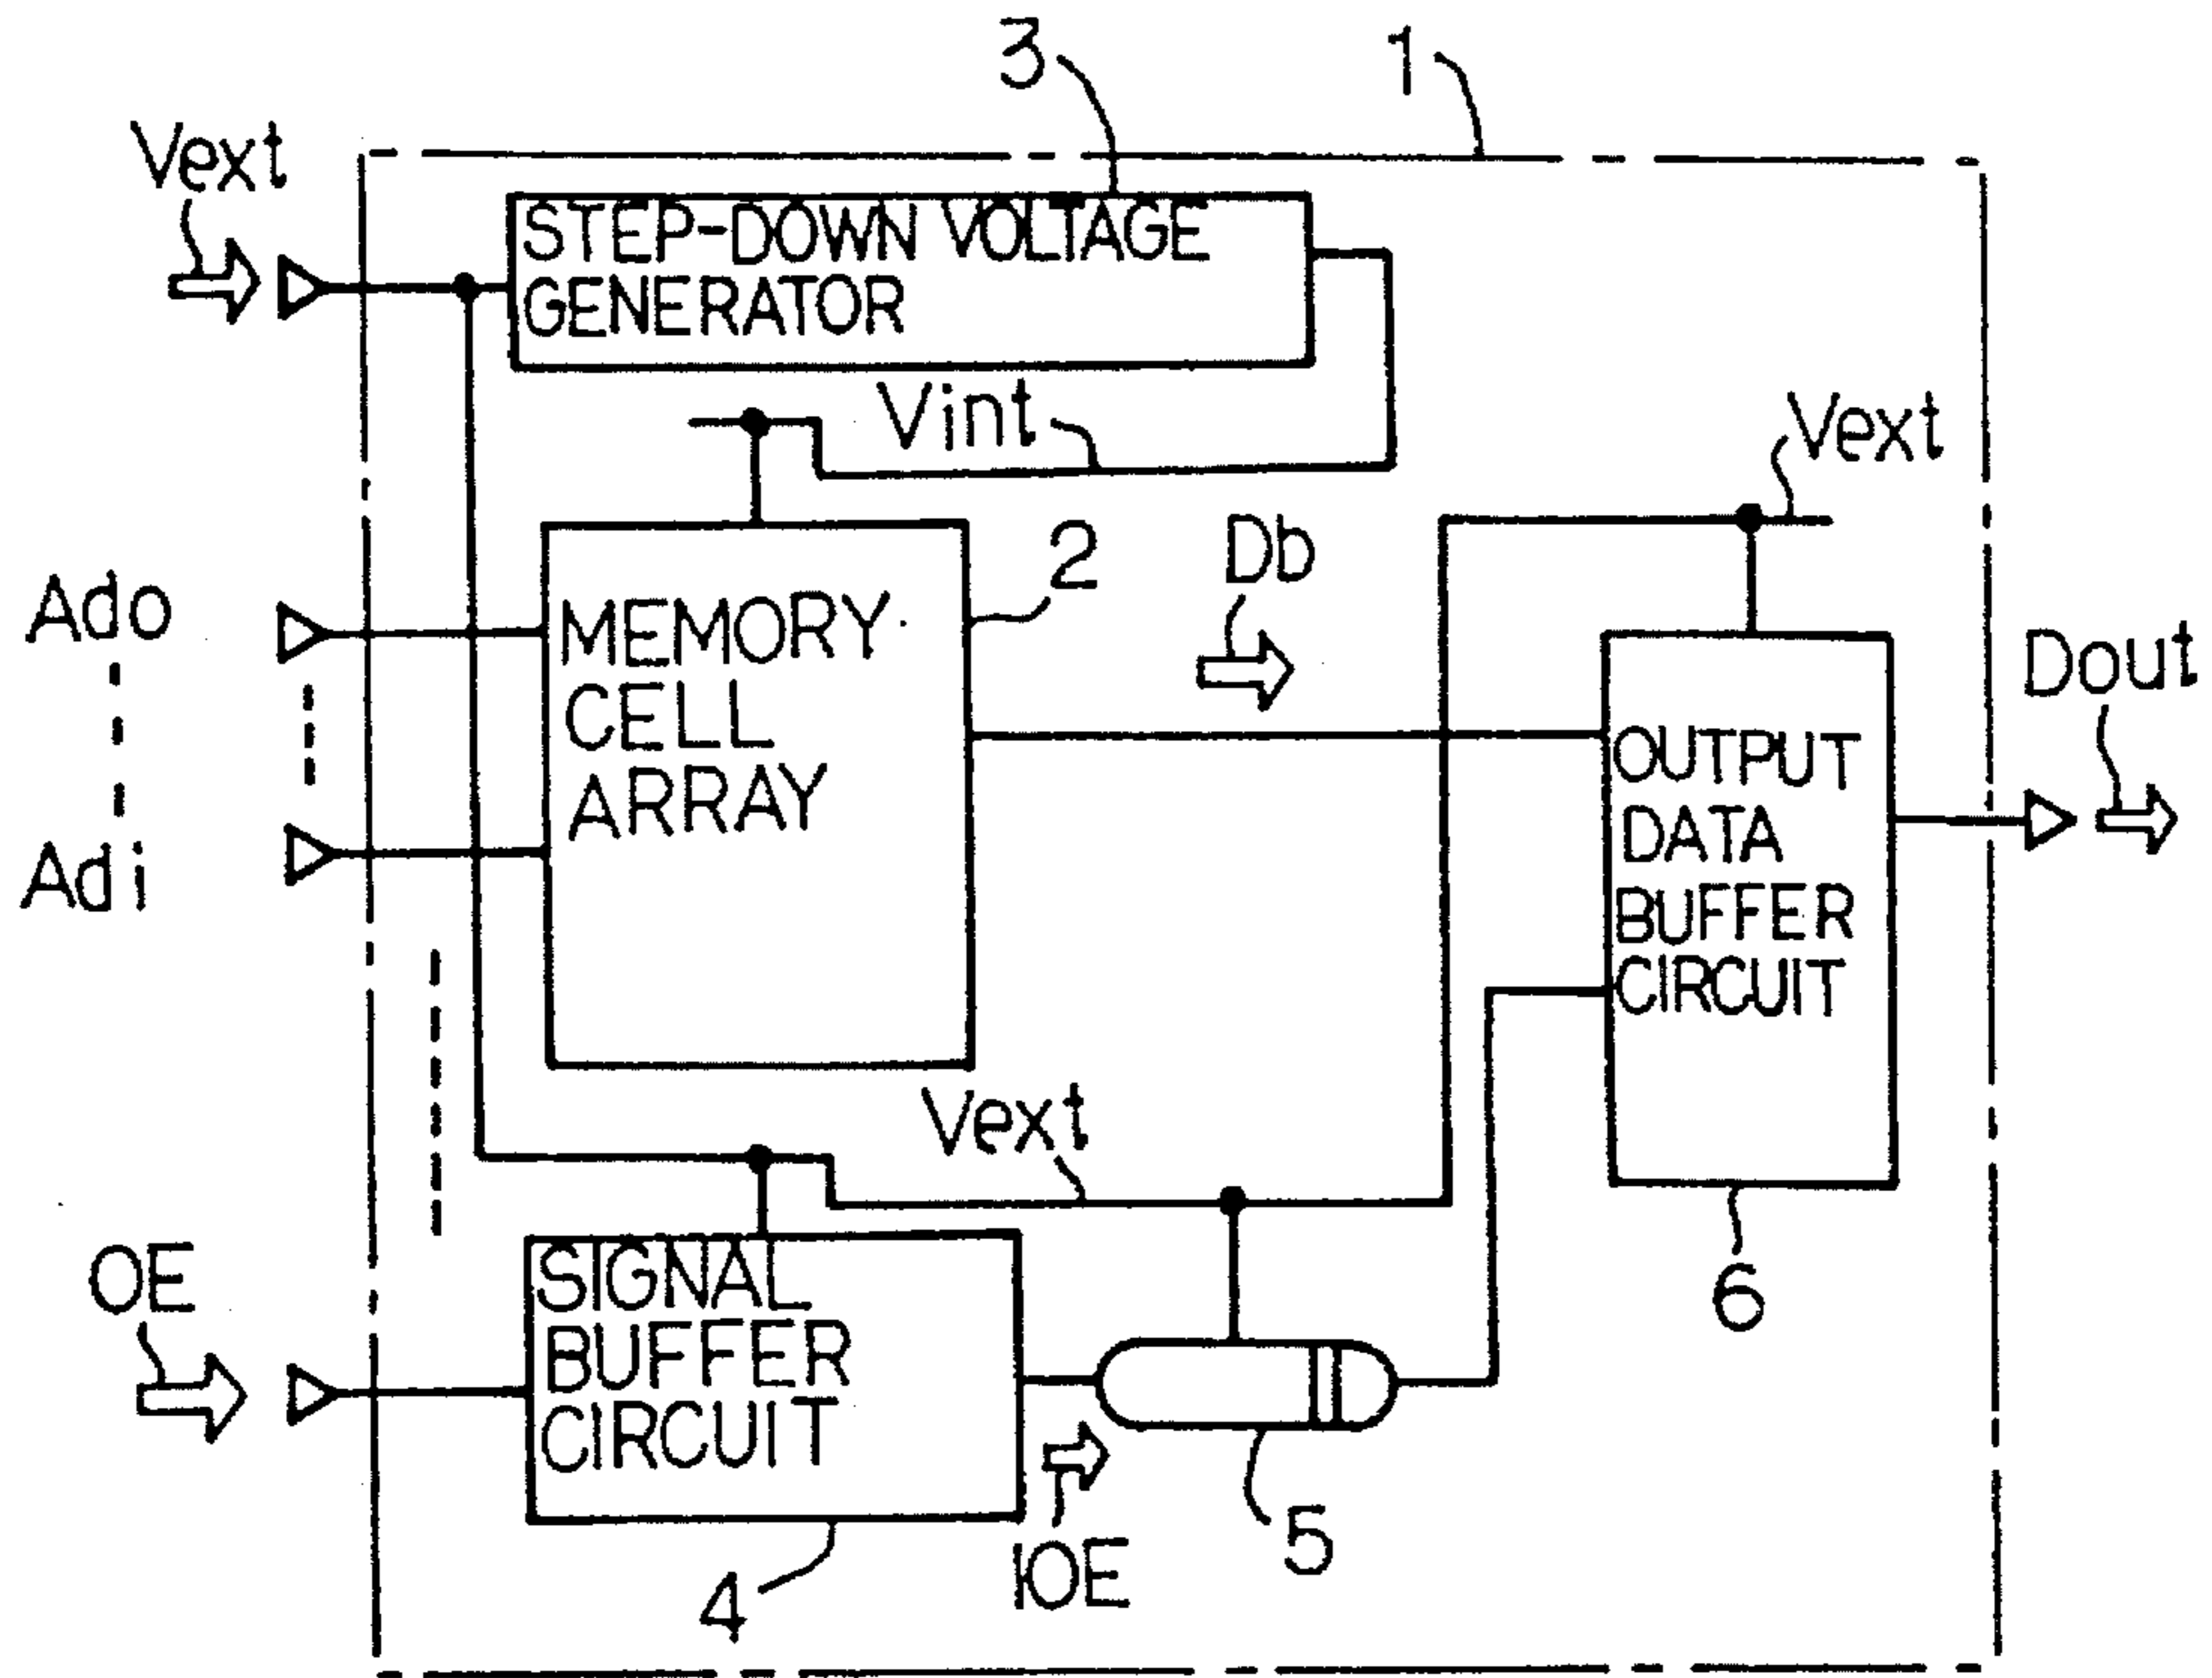 3
1
Vext
STEP-DOWN VOLTAGE
GENERATOR
Vint
Vext
2
Db
Ado
MEMORY
CELL
ARRAY
Dout
OUTPUT
DATA
BUFFER
CIRCUIT
Adi
Vext
OE
SIGNAL
BUFFER
CIRCUIT
6
IOE
5
4